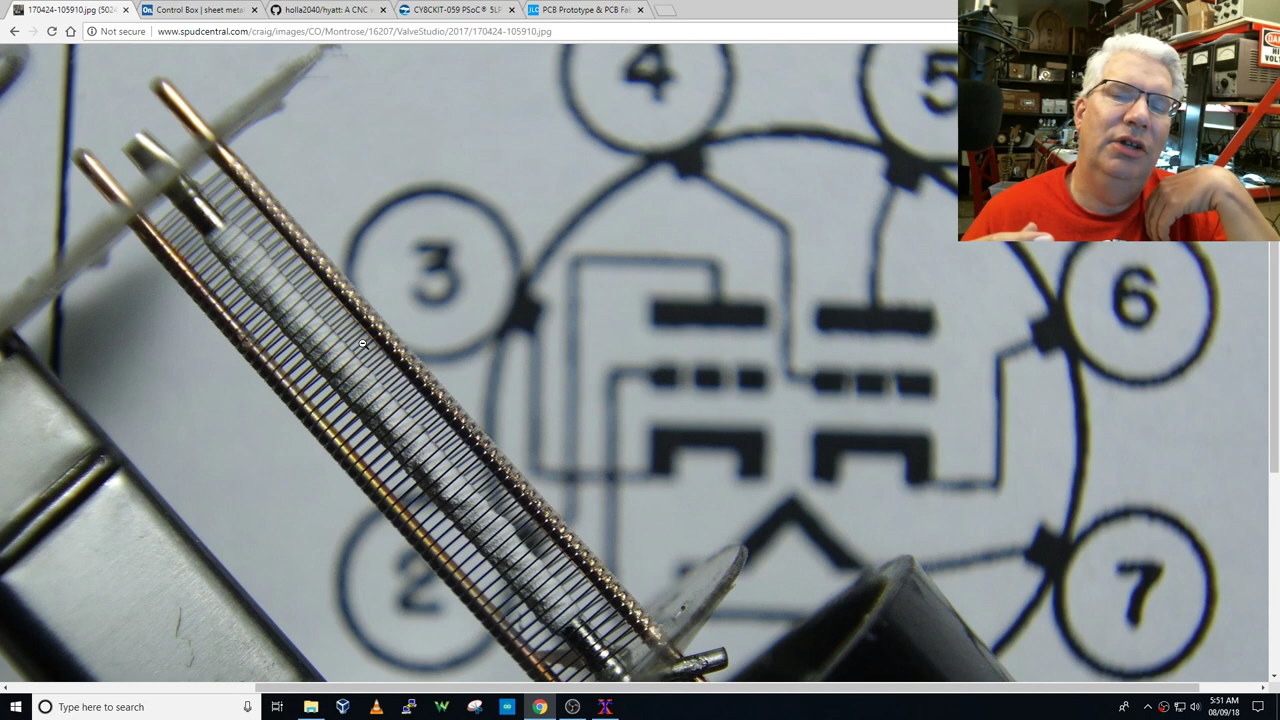 170424-105910.jpg (502
Control Box | sheet meta
holla2040/hyatt: A CNC v
CY8CKIT-059 PSoC® 5LP
JLC PCB Prototype & PCB Fa
Not secure | www.spudcentral.com/craig/images/CO/Montrose/16207/ValveStudio/2017/170424-105910.jpg
4
5
3
6
2
7
Type here to search
5:51 AM
08/09/18